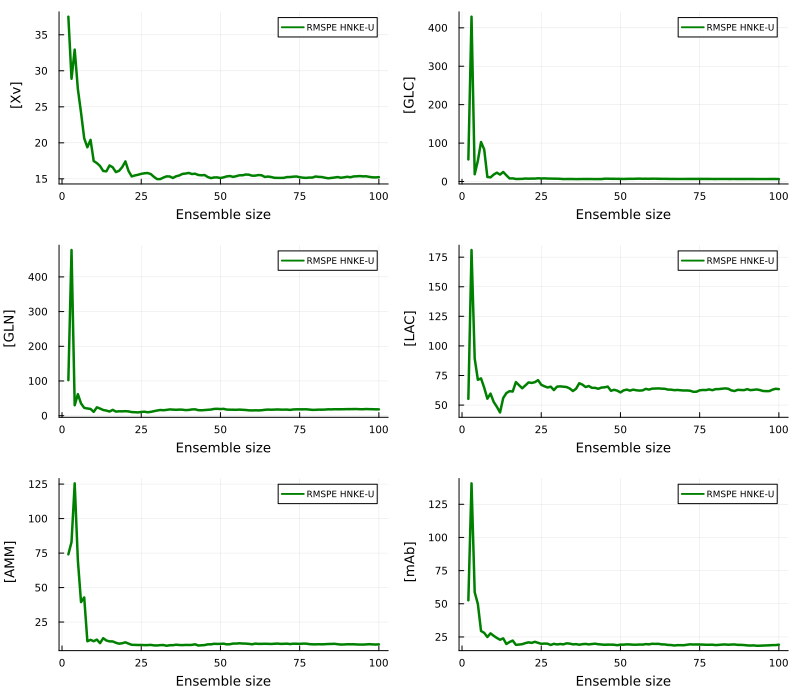 [Xv]
35
30
25
20
15
RMSPE HNKE-U
0 25 50 75 100
Ensemble size
[GLC]
400
300
200
100
0
RMSPE HNKE-U
0 25 50 75 100
Ensemble size
[GLN]
400
300
200
100
0
RMSPE HNKE-U
0 25 50 75 100
Ensemble size
[LAC]
175
150
125
100
75
50
RMSPE HNKE-U
0 25 50 75 100
Ensemble size
[AMM]
125
100
75
50
25
RMSPE HNKE-U
0 25 50 75 100
Ensemble size
[mAb]
125
100
75
50
25
RMSPE HNKE-U
0 25 50 75 100
Ensemble size